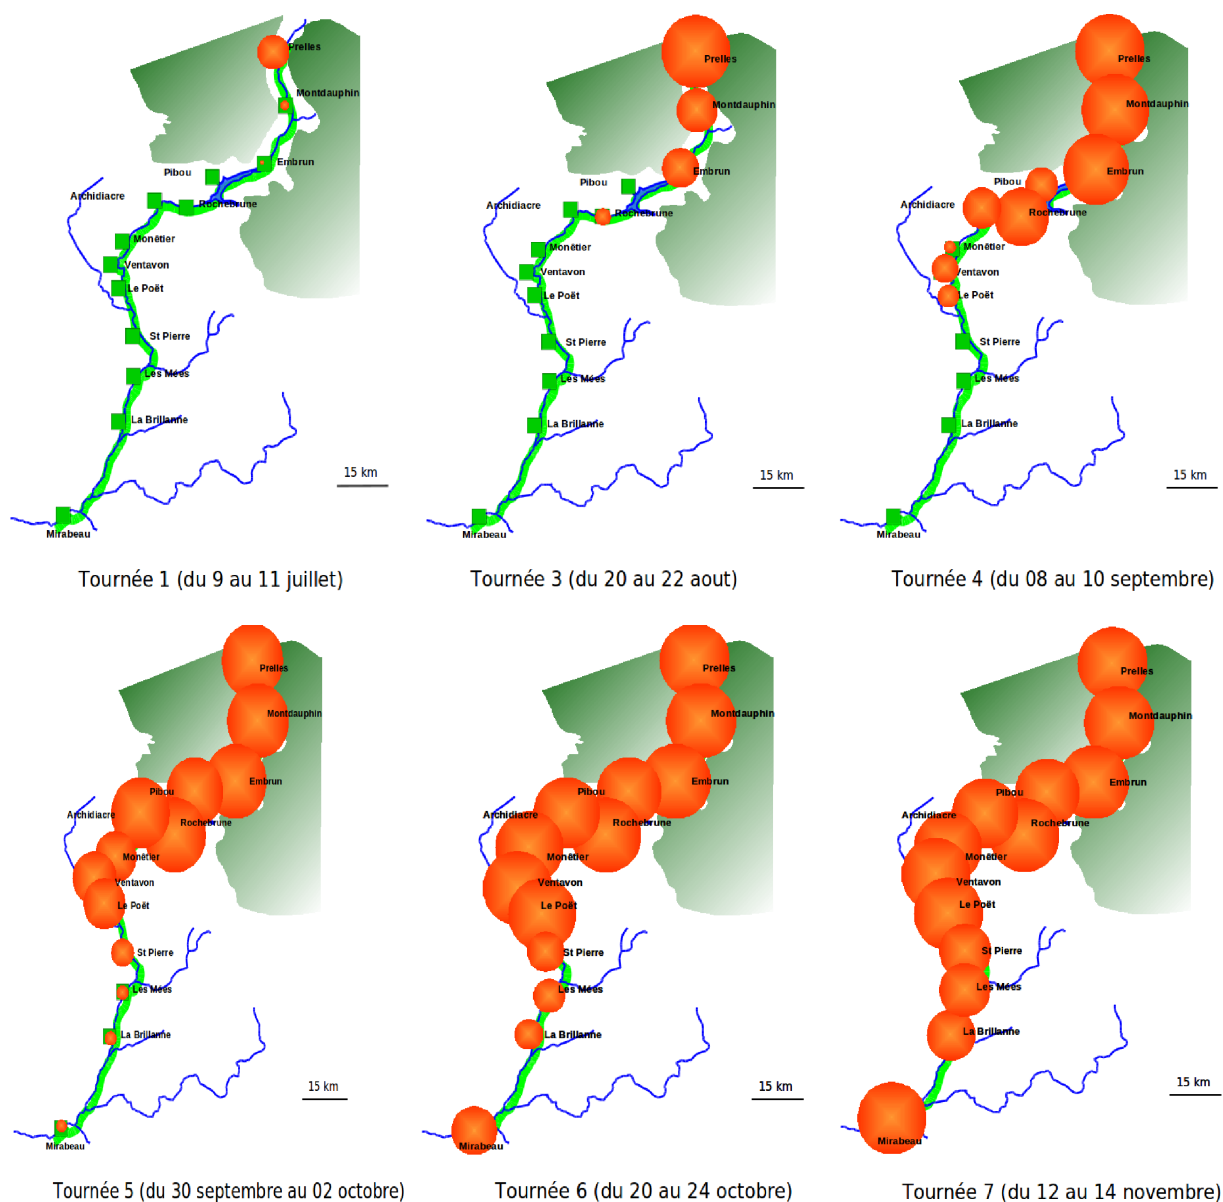 Prelles
Montdauphin
Embrun
Pibou
Archidiacre
Rochebrune
Monêtier
Ventavon
Le Poët
St Pierre
Les Mées
La Brillanne
15 km
Mirabeau
Tournée 1 (du 9 au 11 juillet)
Prelles
Montdauphin
Embrun
Pibou
Archidiacre
Rochebrune
Monêtier
Ventavon
Le Poët
St Pierre
Les Mées
La Brillanne
15 km
Mirabeau
Tournée 3 (du 20 au 22 aout)
Prelles
Montdauphin
Embrun
Pibou
Archidiacre
Rochebrune
Monêtier
Ventavon
Le Poët
St Pierre
Les Mées
La Brillanne
15 km
Mirabeau
Tournée 4 (du 08 au 10 septembre)
Prelles
Montdauphin
Embrun
Pibou
Archidiacre
Rochebrune
Monêtier
Ventavon
Le Poët
St Pierre
Les Mées
La Brillanne
15 km
Mirabeau
Tournée 5 (du 30 septembre au 02 octobre)
Prelles
Montdauphin
Embrun
Pibou
Archidiacre
Rochebrune
Monêtier
Ventavon
Le Poët
St Pierre
Les Mées
La Brillanne
15 km
Mirabeau
Tournée 6 (du 20 au 24 octobre)
Prelles
Montdauphin
Embrun
Pibou
Archidiacre
Rochebrune
Monêtier
Ventavon
Le Poët
St Pierre
Les Mées
La Brillanne
15 km
Mirabeau
Tournée 7 (du 12 au 14 novembre)